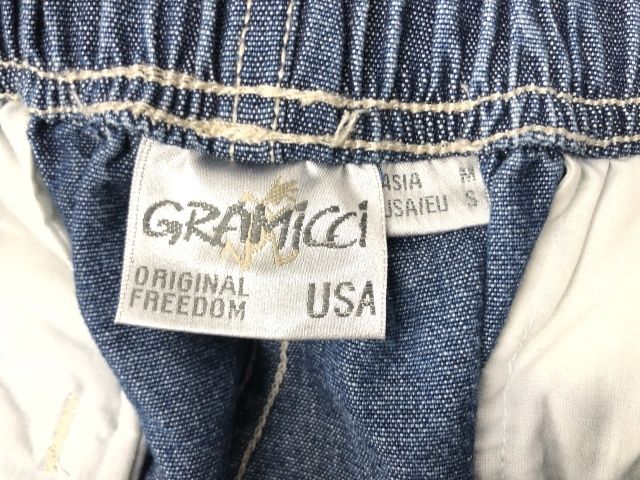 GRAMiCCi
ORIGINAL
FREEDOM
USA
ASIA M
USA/EU S